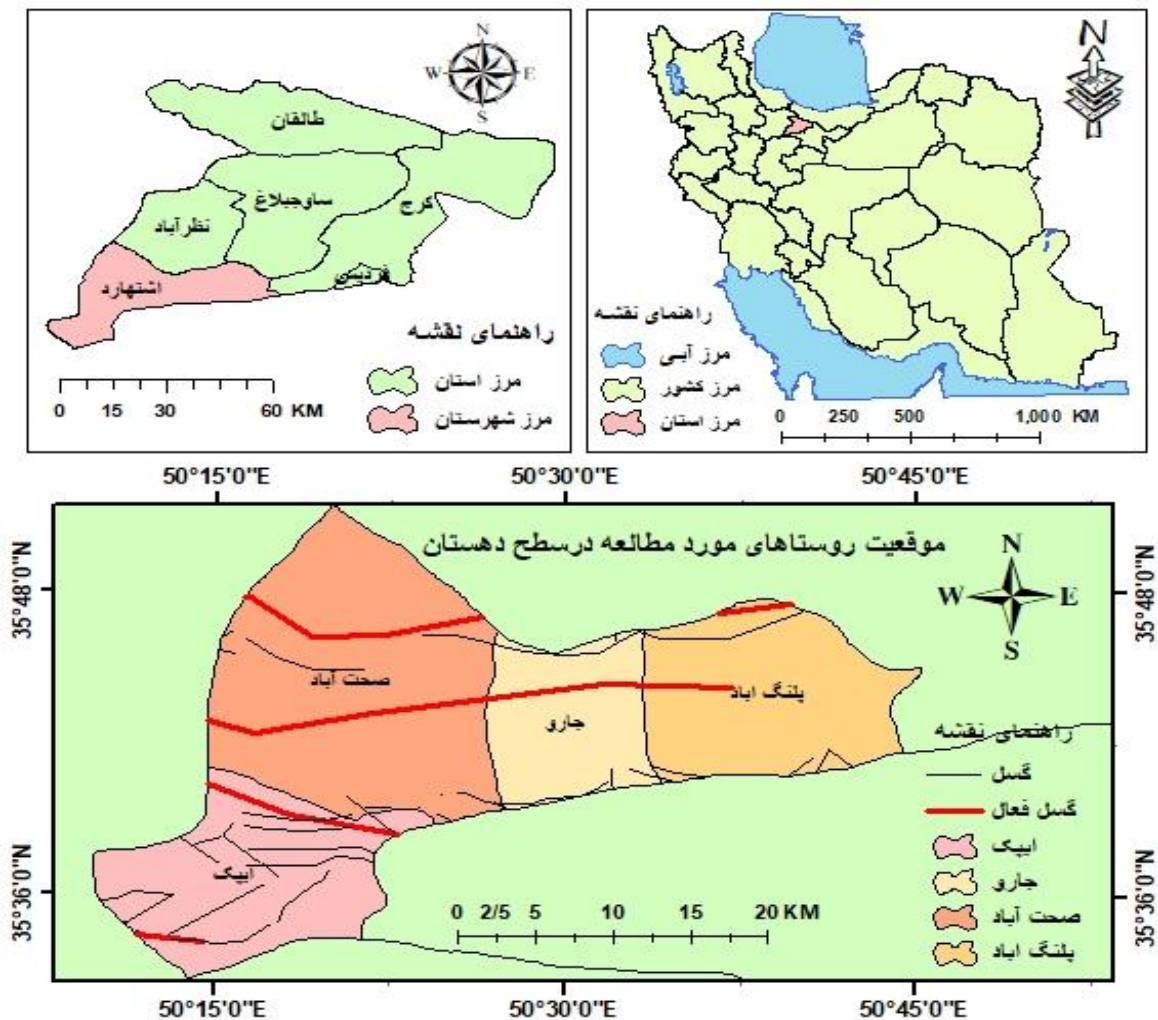 N
W E
S
طالقان
ساوجبلاغ
کرج
نظرآباد
فردیس
اشتهارد
راهنمای نقشه
مرز استان
مرز شهرستان
0 15 30 60 KM
N
راهنمای نقشه
مرز آبی
مرز کشور
مرز استان
0 250 500 1,000 KM
50°15'0"E 50°30'0"E 50°45'0"E
موقعیت روستاهای مورد مطالعه درسطح دهستان
N
W E
S
35°48'0"N 35°48'0"N
صحت آباد
جارو
پلنگ اباد
ایپک
راهنمای نقشه
گسل
گسل فعال
ایپک
جارو
صحت آباد
پلنگ اباد
35°36'0"N 35°36'0"N
0 2/5 5 10 15 20 KM
50°15'0"E 50°30'0"E 50°45'0"E